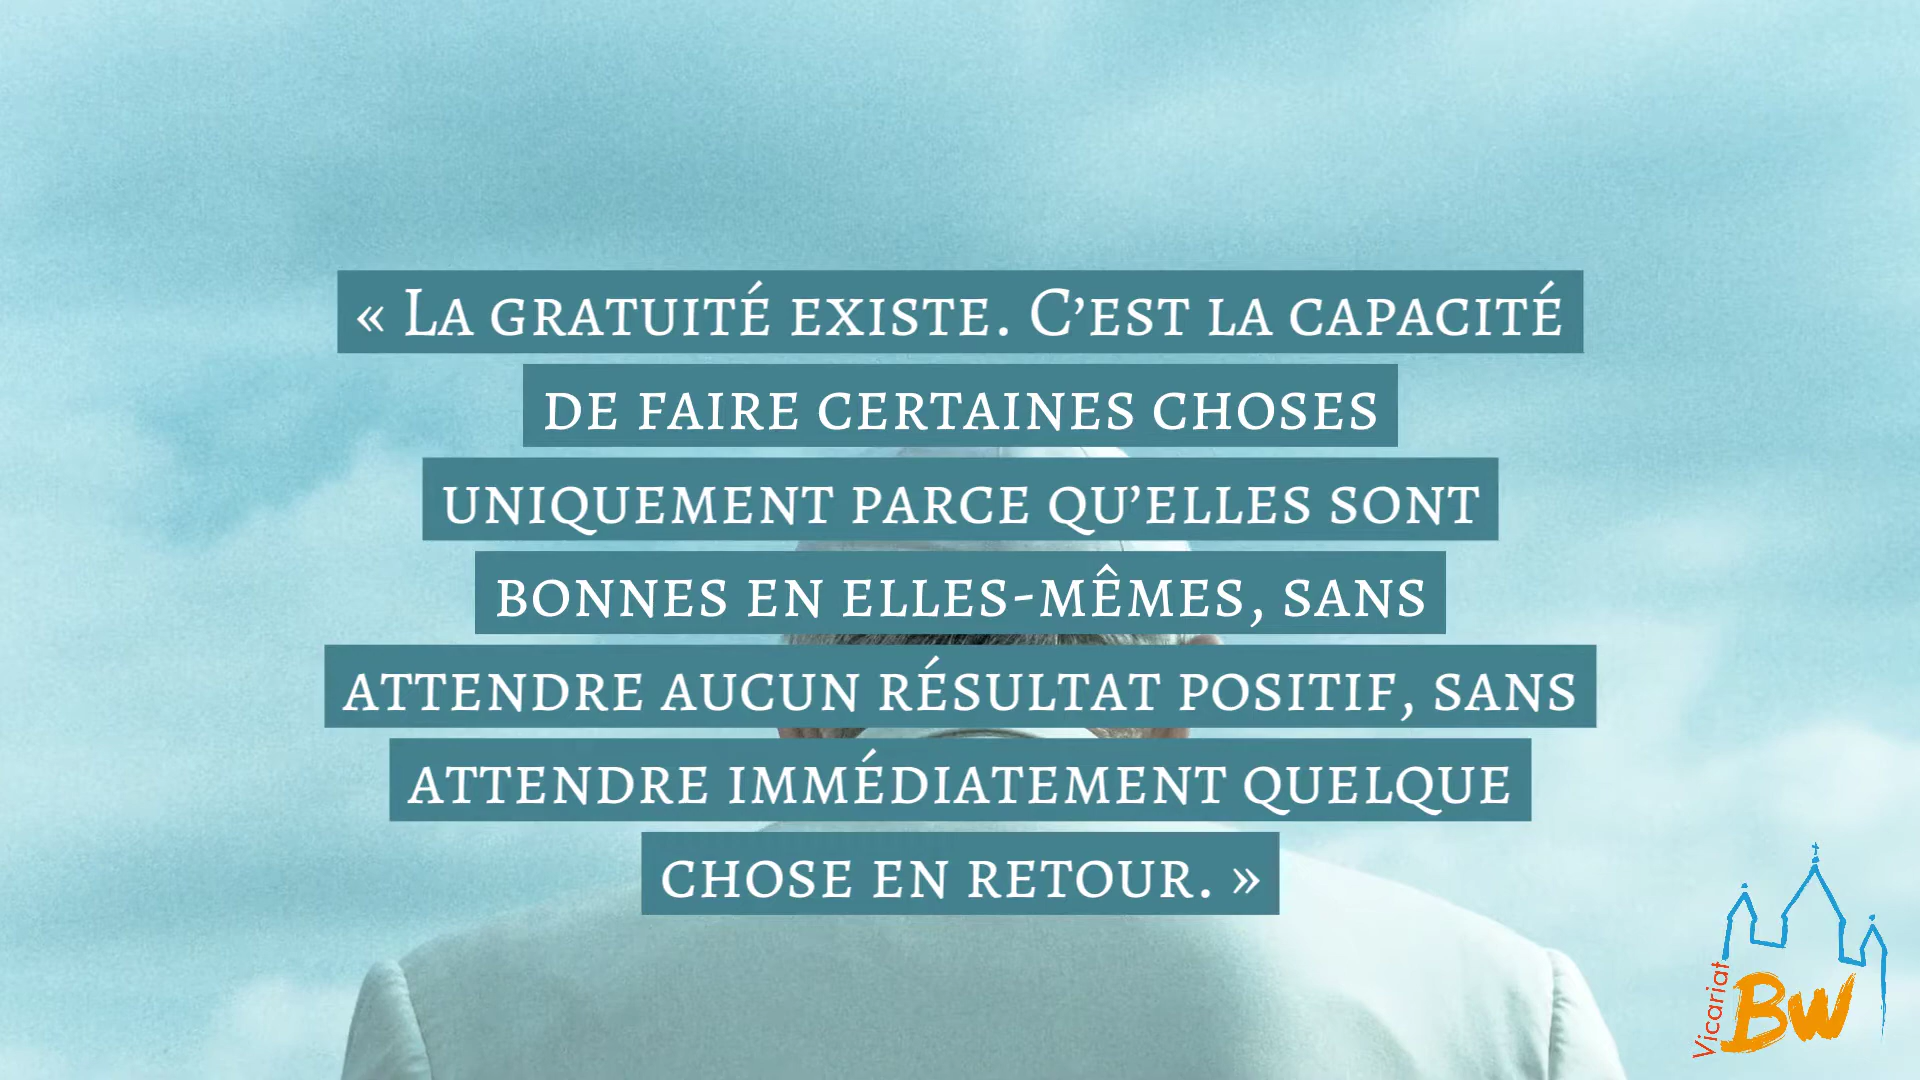 « La gratuité existe. C’est la capacité
de faire certaines choses
uniquement parce qu’elles sont
bonnes en elles-mêmes, sans
attendre aucun résultat positif, sans
attendre immédiatement quelque
chose en retour. »
Vicariat
BW